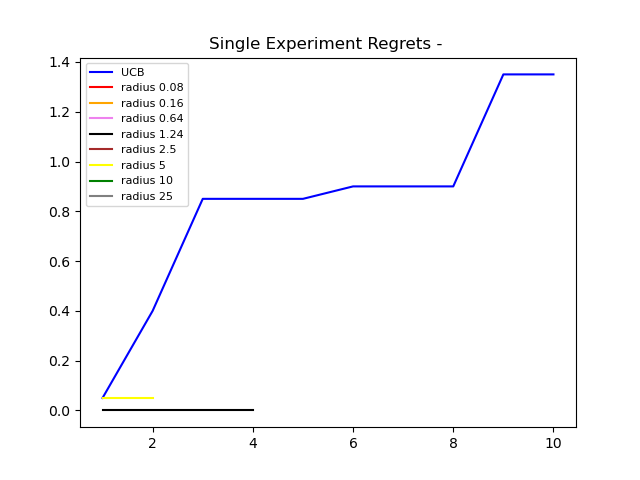 Single Experiment Regrets -
1.4
1.2
1.0
0.8
0.6
0.4
0.2
0.0
UCB
radius 0.08
radius 0.16
radius 0.64
radius 1.24
radius 2.5
radius 5
radius 10
radius 25
2 4 6 8 10